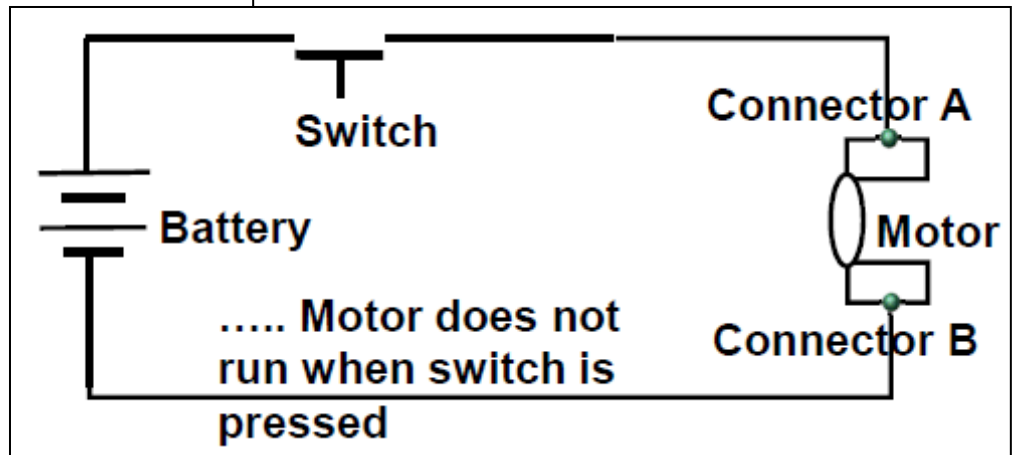 Connector A
Switch
Battery
Motor
..... Motor does not
run when switch is
pressed
Connector B